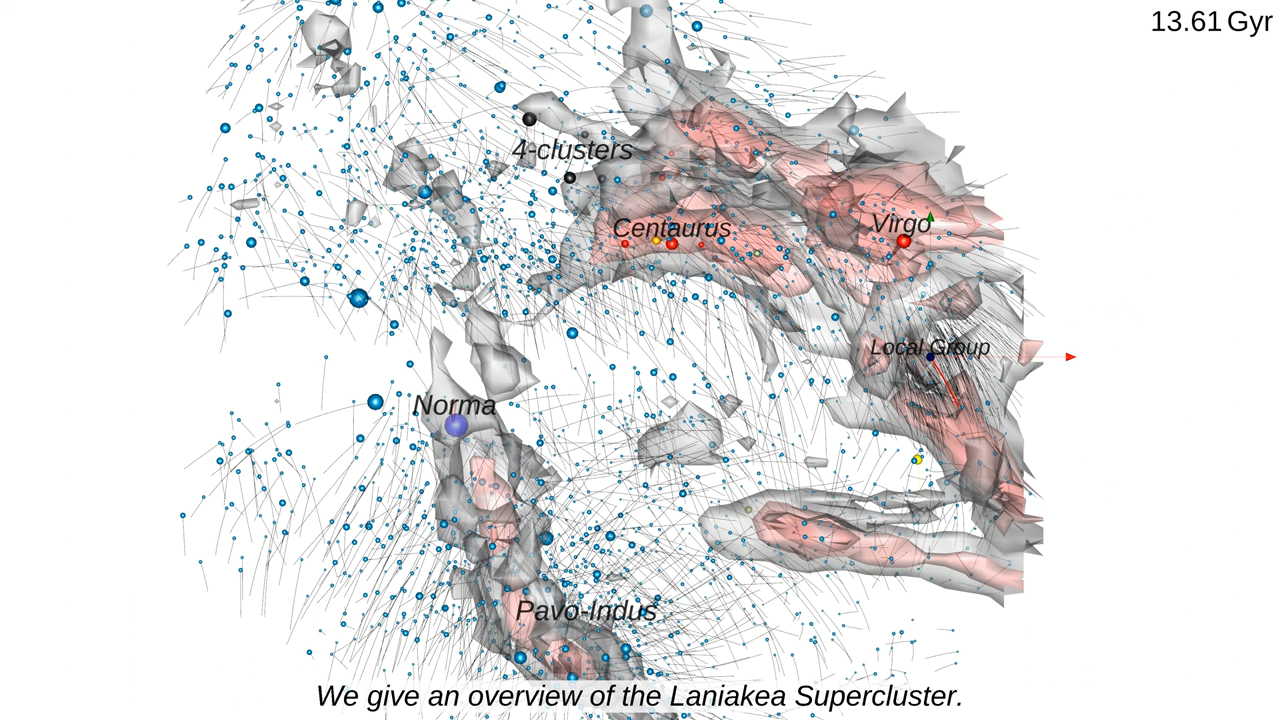 13.61 Gyr
4-clusters
Centaurus
Virgo
Local Group
Norma
Pavo-Indus
We give an overview of the Laniakea Supercluster.